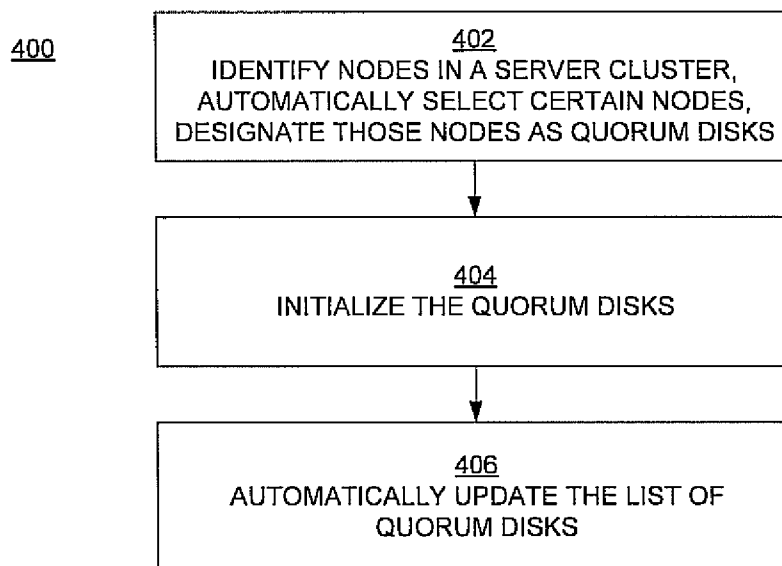 400
402
IDENTIFY NODES IN A SERVER CLUSTER,
AUTOMATICALLY SELECT CERTAIN NODES,
DESIGNATE THOSE NODES AS QUORUM DISKS
404
INITIALIZE THE QUORUM DISKS
406
AUTOMATICALLY UPDATE THE LIST OF
QUORUM DISKS